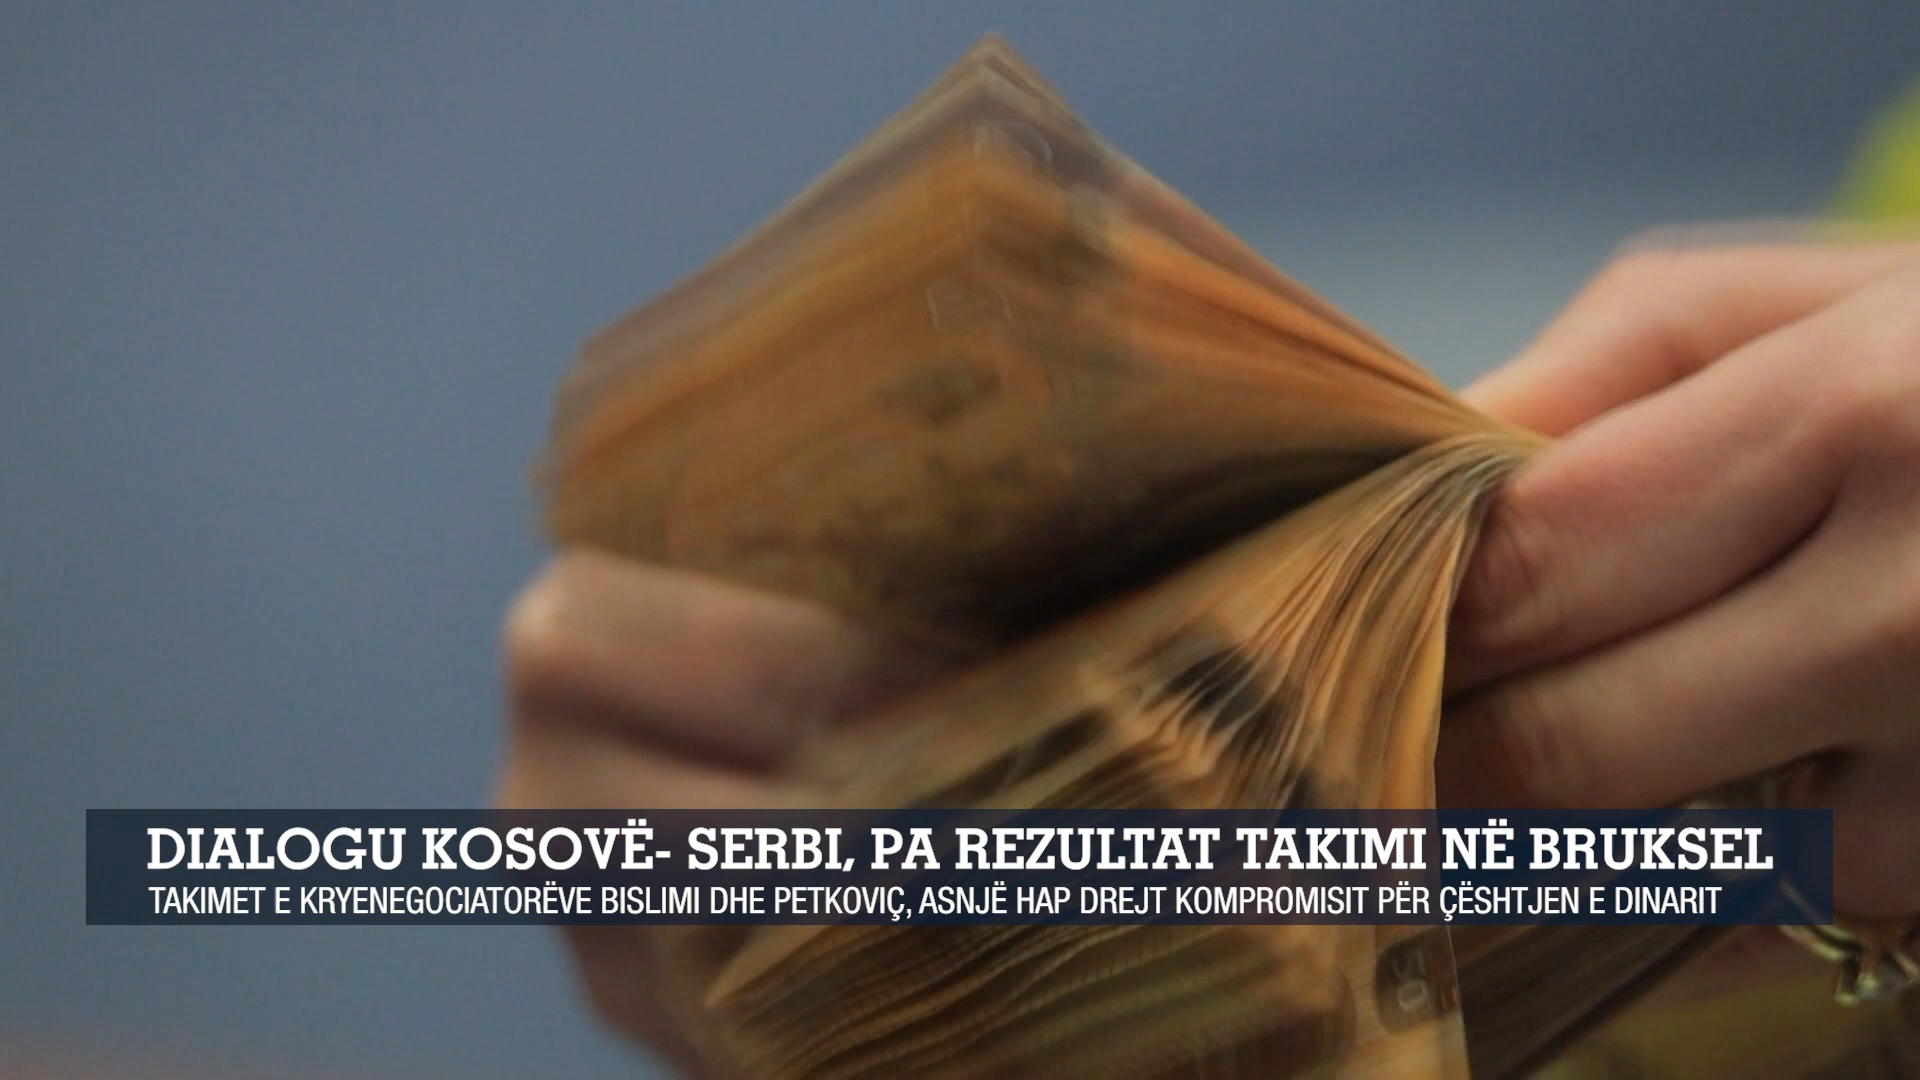 DIALOGU KOSOVË- SERBI, PA REZULTAT TAKIMI NË BRUKSEL
TAKIMET E KRYENEGOCIATORËVE BISLIMI DHE PETKOVIÇ, ASNJË HAP DREJT KOMPROMISIT PËR ÇËSHTJEN E DINARIT
50